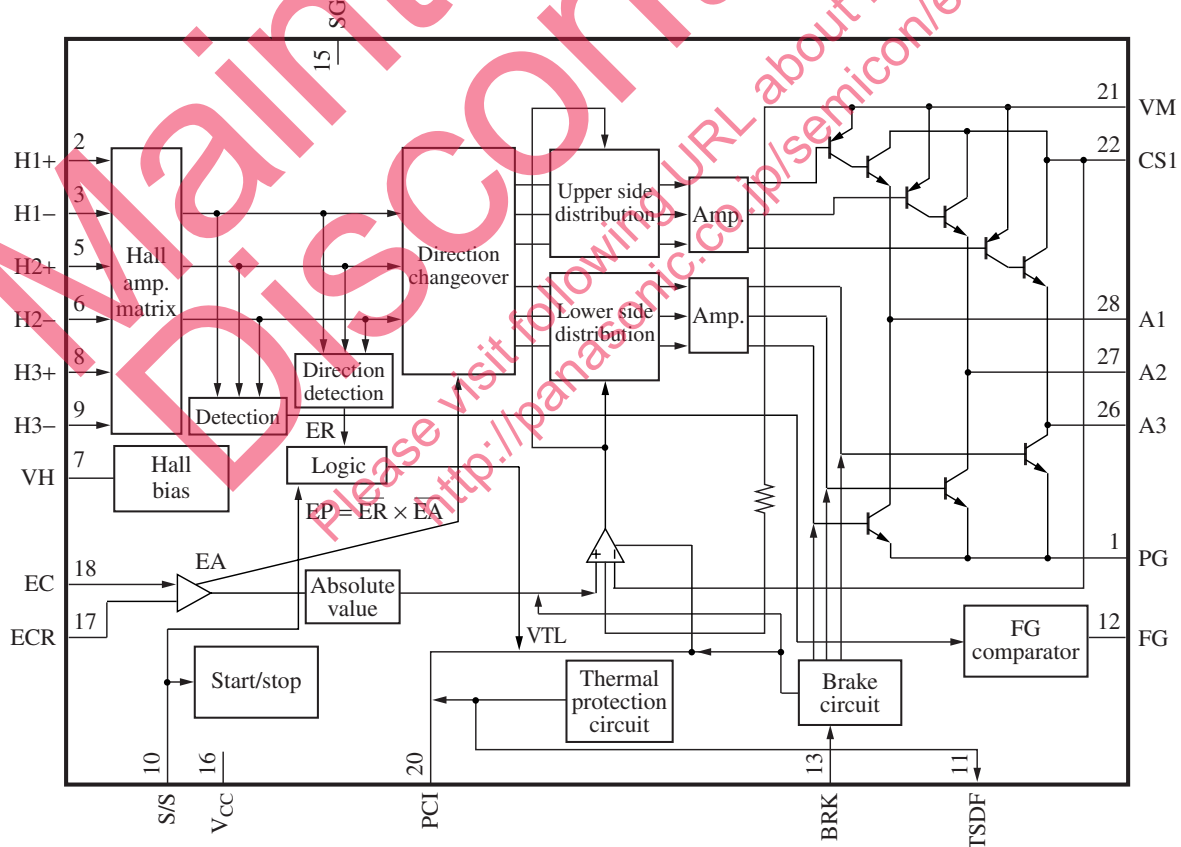 SG
15
21
VM
22
CS1
2
H1+
3
H1–
5
H2+
6
H2–
8
H3+
9
H3–
7
VH
Hall
amp.
matrix
Direction
changeover
Upper side
distribution
Amp.
Lower side
distribution
Amp.
28
A1
27
A2
26
A3
Direction
detection
Detection
ER
Logic
Hall
bias
EP = ER × EA
1
PG
EA
18
EC
17
ECR
Absolute
value
+
–
VTL
FG
comparator
12
FG
Start/stop
Thermal
protection
circuit
Brake
circuit
10
S/S
16
VCC
20
PCI
13
BRK
11
TSDF
Maint
Discon
Please visit following URL about
http://panasonic.co.jp/semicon/e